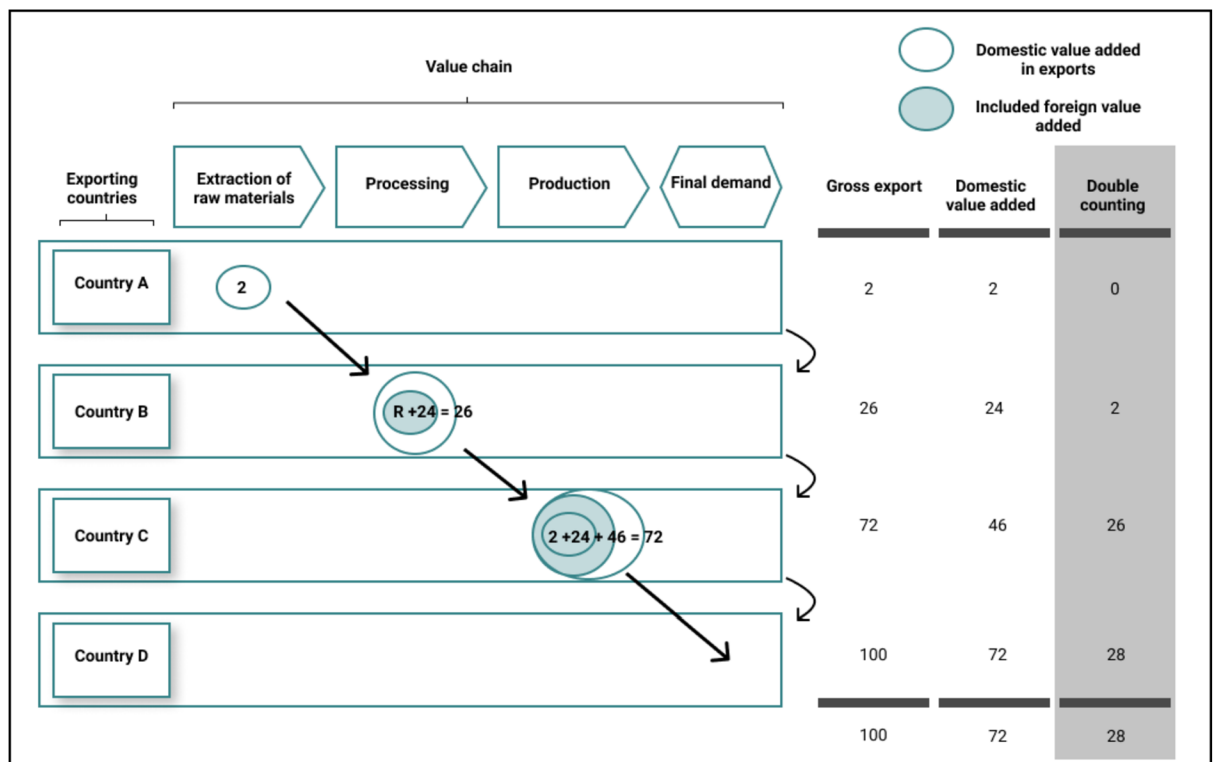 Value chain
Domestic value added
in exports
Included foreign value
added
Exporting
countries
Extraction of
raw materials
Processing
Production
Final demand
Gross export
Domestic
value added
Double
counting
Country A
2
2
2
0
Country B
R +24 = 26
26
24
2
Country C
2 +24 + 46 = 72
72
46
26
Country D
100
72
28
100
72
28